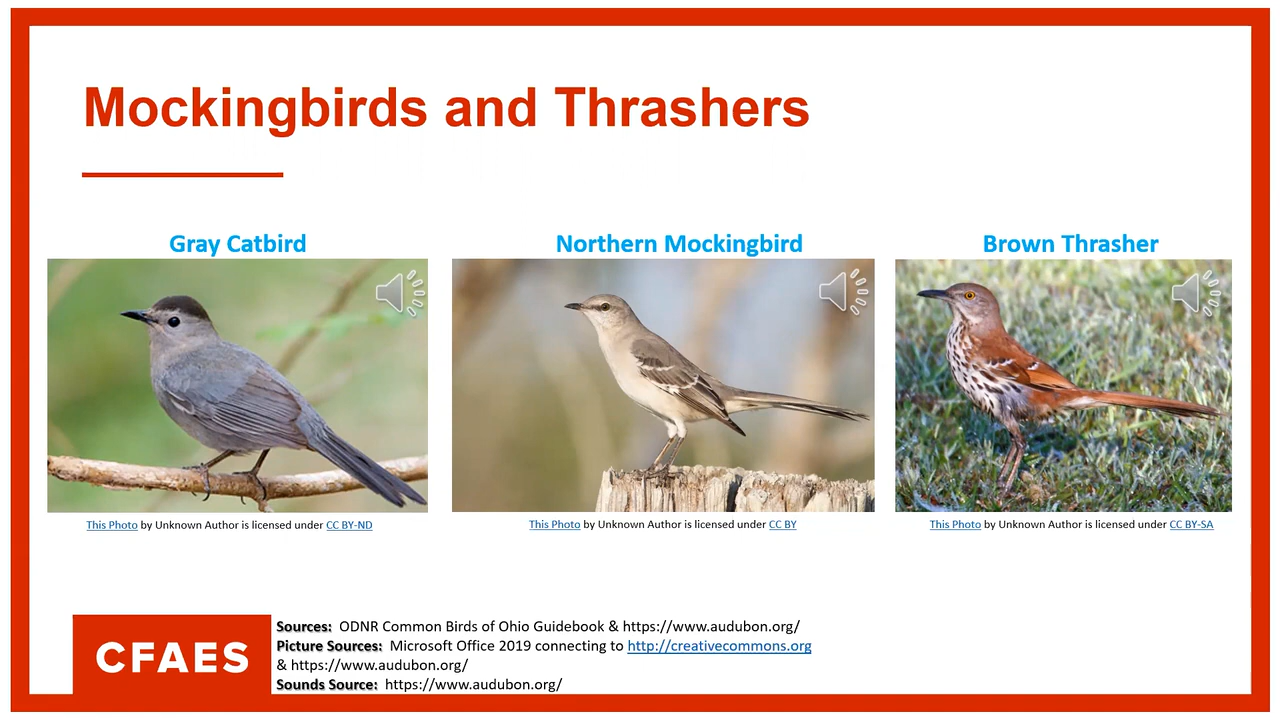 Mockingbirds and Thrashers
Gray Catbird
Northern Mockingbird
Brown Thrasher
This Photo by Unknown Author is licensed under CC BY-ND
This Photo by Unknown Author is licensed under CC BY
This Photo by Unknown Author is licensed under CC BY-SA
CFAES
Sources: ODNR Common Birds of Ohio Guidebook & https://www.audubon.org/
Picture Sources: Microsoft Office 2019 connecting to http://creativecommons.org
& https://www.audubon.org/
Sounds Source: https://www.audubon.org/